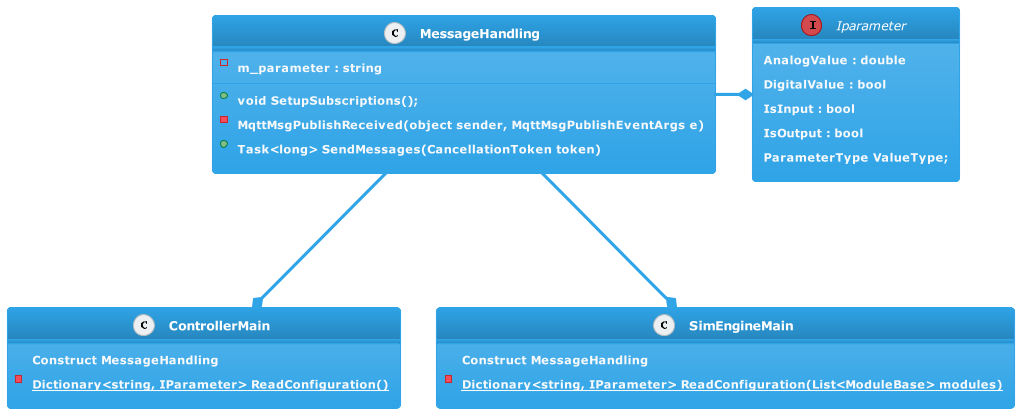 C MessageHandling
m_parameter : string
void SetupSubscriptions();
MqttMsgPublishReceived(object sender, MqttMsgPublishEventArgs e)
Task<long> SendMessages(CancellationToken token)
I Iparameter
AnalogValue : double
DigitalValue : bool
IsInput : bool
IsOutput : bool
ParameterType ValueType;
C ControllerMain
Construct MessageHandling
Dictionary<string, IParameter> ReadConfiguration()
C SimEngineMain
Construct MessageHandling
Dictionary<string, IParameter> ReadConfiguration(List<ModuleBase> modules)